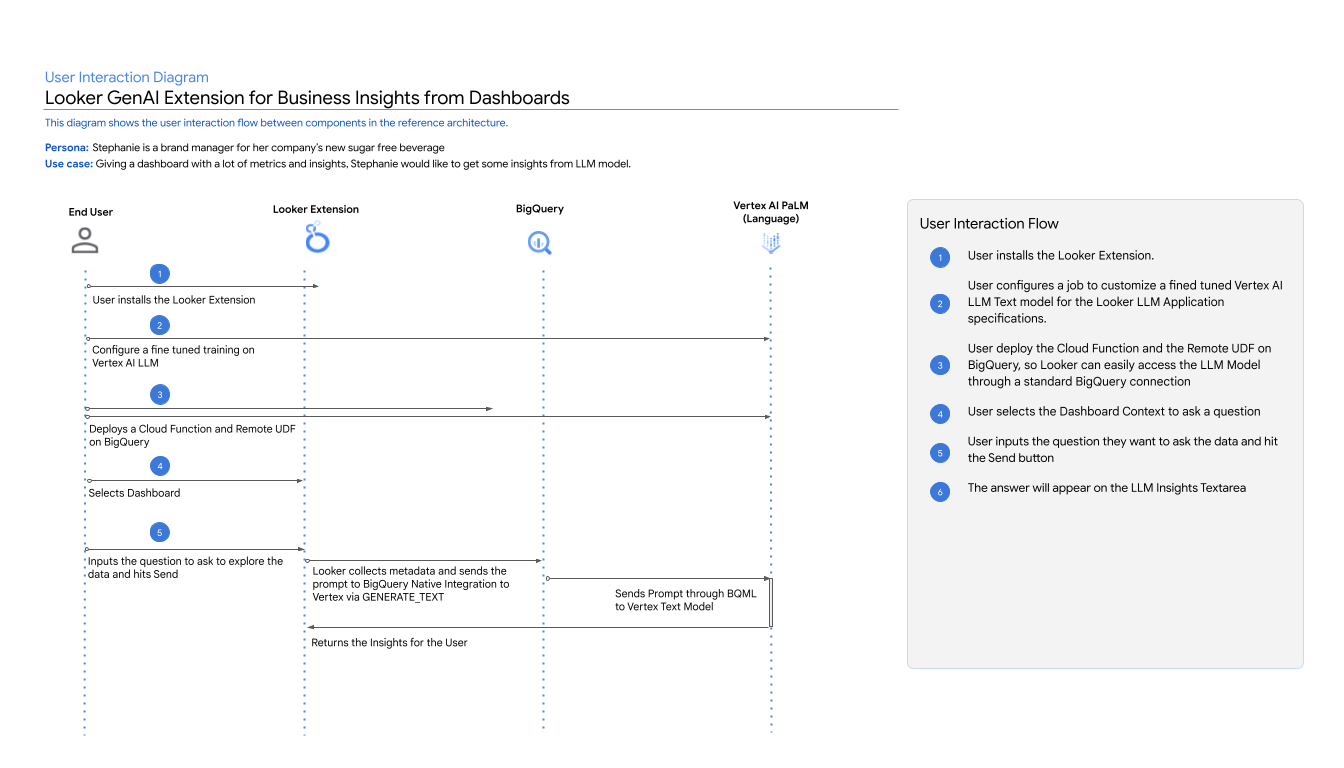 User Interaction Diagram
Looker GenAI Extension for Business Insights from Dashboards
This diagram shows the user interaction flow between components in the reference architecture.
Persona: Stephanie is a brand manager for her company's new sugar free beverage
Use case: Giving a dashboard with a lot of metrics and insights, Stephanie would like to get some insights from LLM model.
End User
Looker Extension
BigQuery
Vertex AI PaLM
(Language)
1
User installs the Looker Extension
2
Configure a fine tuned training on
Vertex AI LLM
3
Deploys a Cloud Function and Remote UDF
on BigQuery
4
Selects Dashboard
5
Inputs the question to ask to explore the
data and hits Send
Looker collects metadata and sends the
prompt to BigQuery Native Integration to
Vertex via GENERATE_TEXT
Sends Prompt through BQML
to Vertex Text Model
Returns the Insights for the User
User Interaction Flow
1
User installs the Looker Extension.
2
User configures a job to customize a fined tuned Vertex AI
LLM Text model for the Looker LLM Application
specifications.
3
User deploy the Cloud Function and the Remote UDF on
BigQuery, so Looker can easily access the LLM Model
through a standard BigQuery connection
4
User selects the Dashboard Context to ask a question
5
User inputs the question they want to ask the data and hit
the Send button
6
The answer will appear on the LLM Insights Textarea